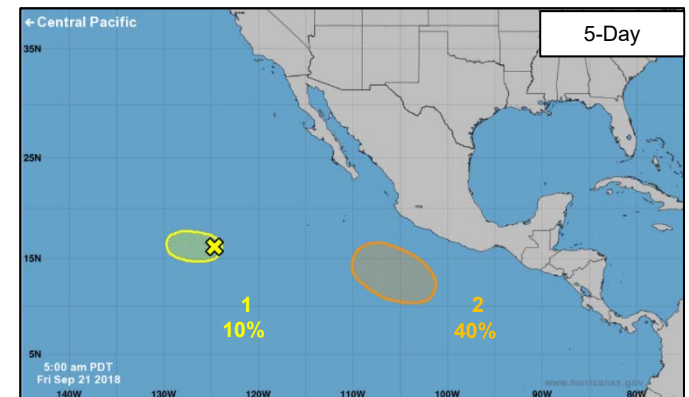 ←Central Pacific
5-Day
35N
25N
15N
5N
1
10%
2
40%
5:00 am PDT
Fri Sep 21 2018
www.hurricanes.gov
140W 130W 120W 110W 100W 90W 80W